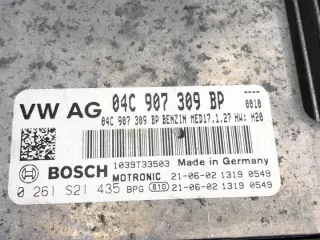 VW AG 04C 907 309 BP
0010
04C 907 309 BP BENZIN MED17.1.27 HW: H20
BOSCH 1039T33503 Made in Germany
MOTRONIC 21-06-02 1319 0549
0 261 S21 435 BPG 810 21-06-02 1319 0549